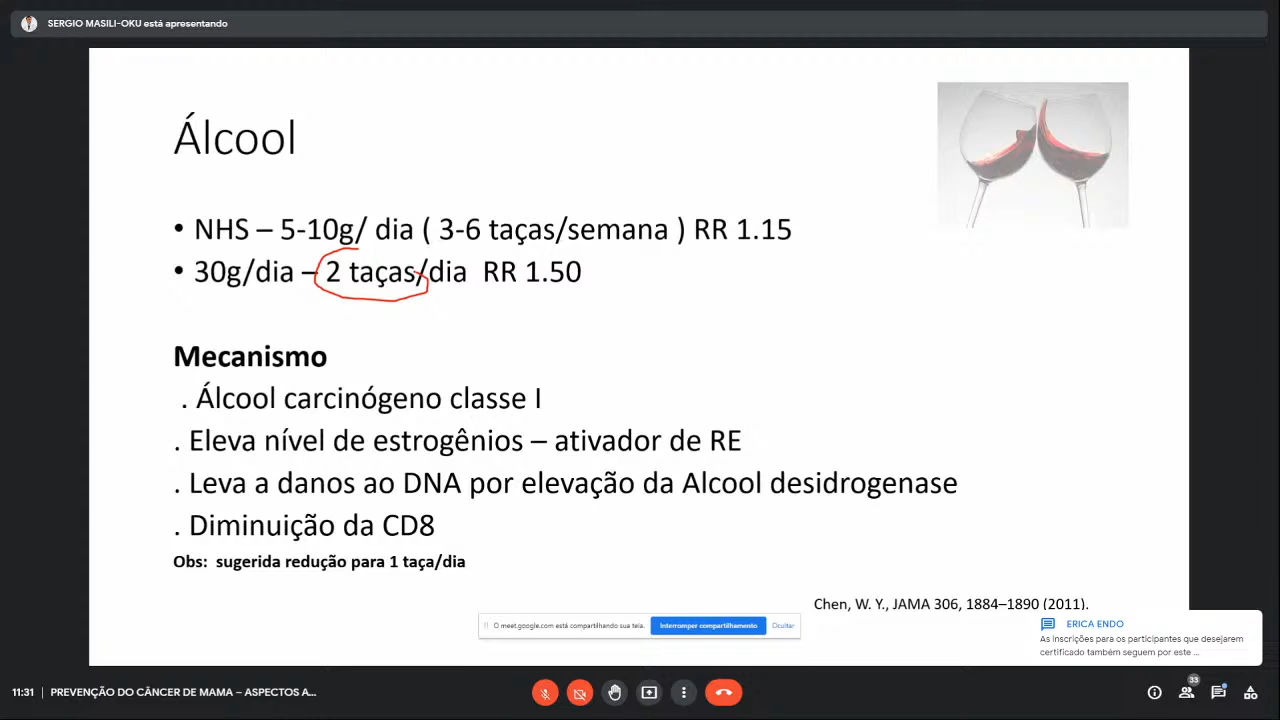 SERGIO MASILI-OKU está apresentando
Álcool
• NHS – 5-10g/ dia ( 3-6 taças/semana ) RR 1.15
• 30g/dia – 2 taças/dia RR 1.50
Mecanismo
. Álcool carcinógeno classe I
. Eleva nível de estrogênios – ativador de RE
. Leva a danos ao DNA por elevação da Alcool desidrogenase
. Diminuição da CD8
Obs: sugerida redução para 1 taça/dia
Chen, W. Y., JAMA 306, 1884–1890 (2011).
O meet.google.com está compartilhando sua tela. Interromper compartilhamento Ocultar
ERICA ENDO
As inscrições para os participantes que desejarem
certificado também seguem por este ...
11:31 | PREVENÇÃO DO CÂNCER DE MAMA – ASPECTOS A...
33